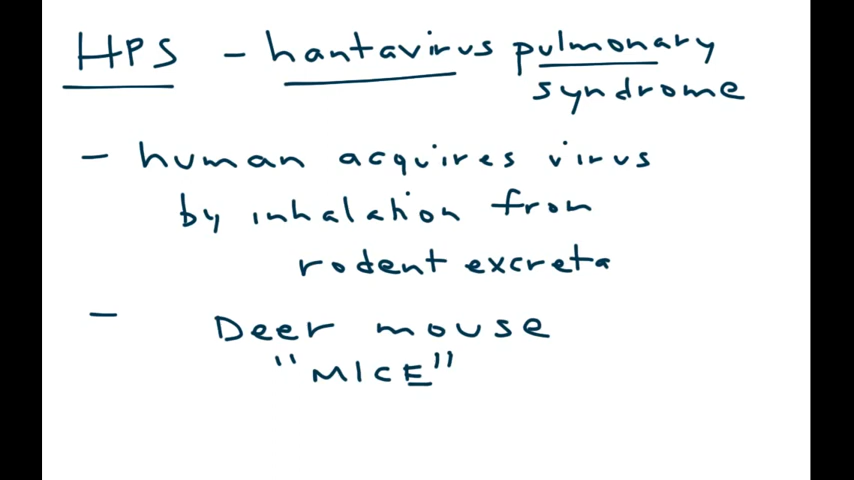 HPS - hantavirus pulmonary
syndrome
- human acquires virus
by inhalation from
rodent excreta
- Deer mouse
"MICE"